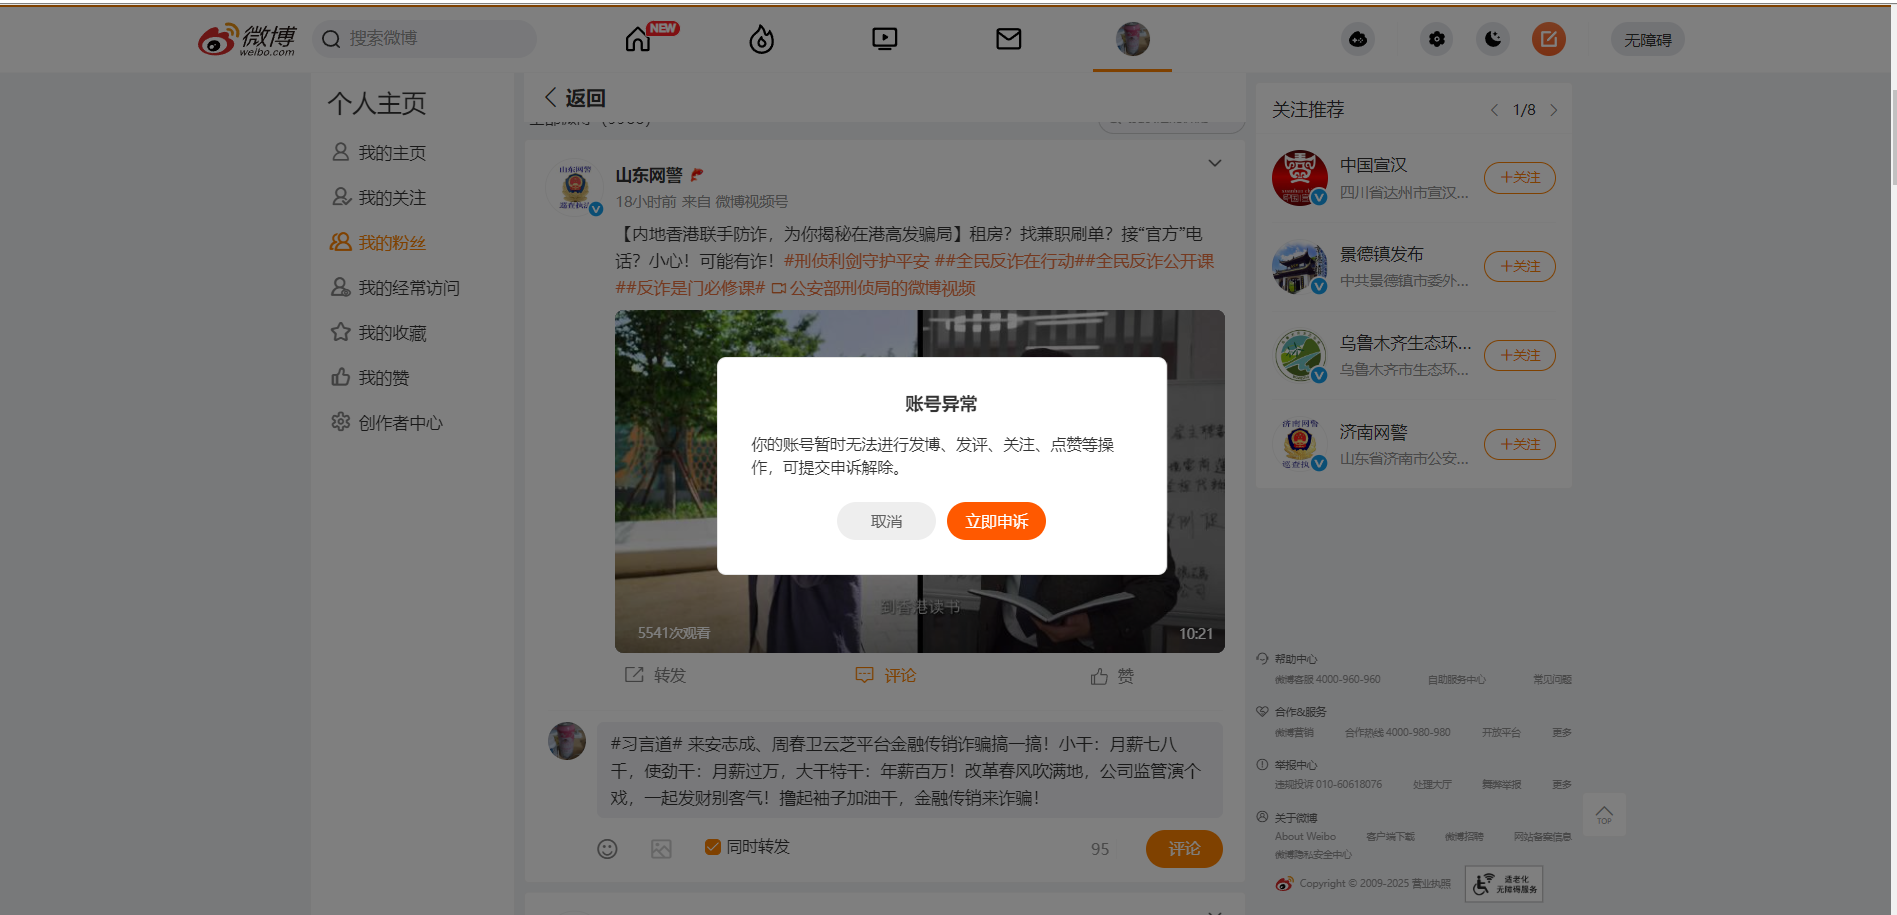 微博
weibo.com
搜索微博
NEW
无障碍
个人主页
我的主页
我的关注
我的粉丝
我的经常访问
我的收藏
我的赞
创作者中心
返回
山东网警
18小时前 来自 微博视频号
【内地香港联手防诈，为你揭秘在港高发骗局】租房？找兼职刷单？接“官方”电
话？小心！可能有诈！#刑侦利剑守护平安 ##全民反诈在行动##全民反诈公开课
##反诈是门必修课# 公安部刑侦局的微博视频
账号异常
你的账号暂时无法进行发博、发评、关注、点赞等操
作，可提交申诉解除。
取消
立即申诉
到香港读书
5541次观看
10:21
转发
评论
赞
#习言道# 来安志成、周春卫云芝平台金融传销诈骗搞一搞！小干：月薪七八
千，使劲干：月薪过万，大干特干：年薪百万！改革春风吹满地，公司监管演个
戏，一起发财别客气！撸起袖子加油干，金融传销来诈骗！
同时转发
95
评论
关注推荐
1/8
中国宣汉
四川省达州市宣汉...
+关注
景德镇发布
中共景德镇市委外...
+关注
乌鲁木齐生态环...
乌鲁木齐市生态环...
+关注
济南网警
山东省济南市公安...
+关注
帮助中心
微博客服 4000-960-960 自助服务中心 常见问题
合作&服务
微博营销 合作热线 4000-980-980 开放平台 更多
举报中心
违规投诉 010-60618076 处理大厅 舞弊举报 更多
关于微博
About Weibo 客户端下载 微博招聘 网站备案信息
微博隐私安全中心
Copyright © 2009-2025 营业执照
适老化
无障碍服务
TOP